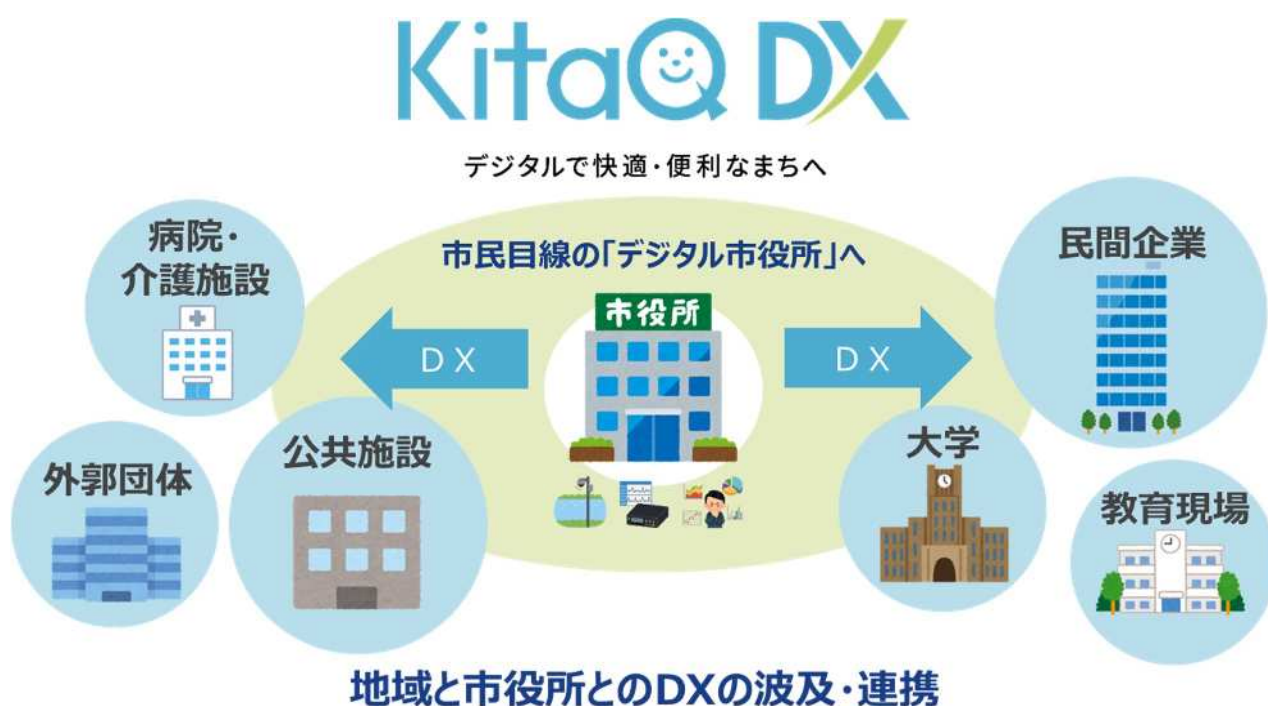 KitaQ DX
デジタルで快適・便利なまちへ
市民目線の「デジタル市役所」へ
病院・
介護施設
民間企業
市役所
DX
DX
外郭団体
公共施設
大学
教育現場
地域と市役所とのDXの波及・連携